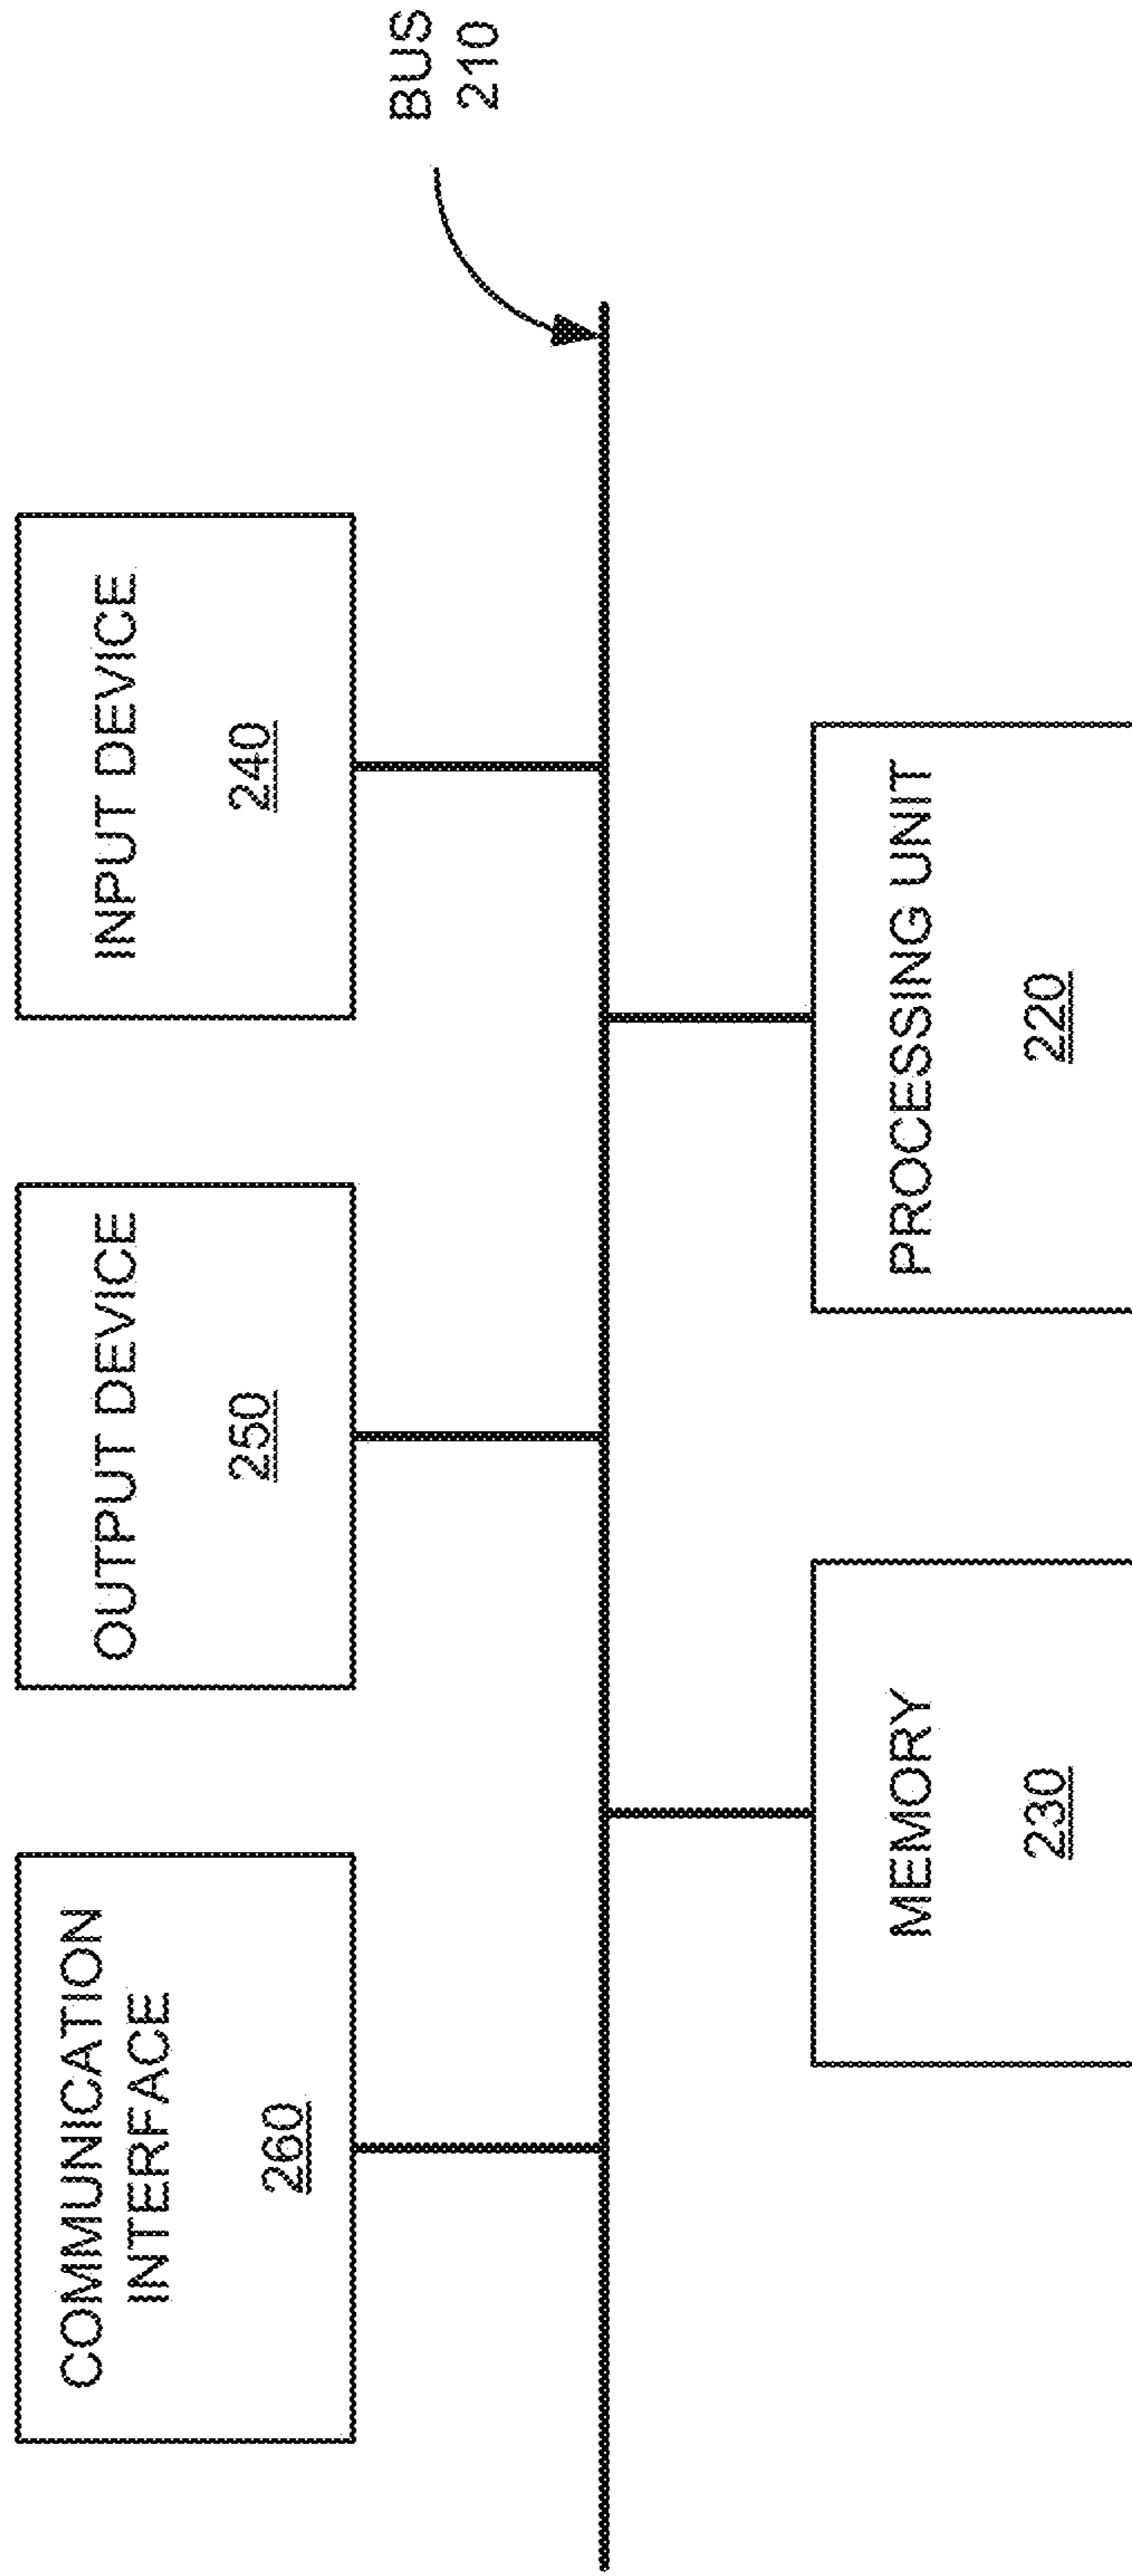 COMMUNICATION
INTERFACE
260
OUTPUT DEVICE
250
INPUT DEVICE
240
BUS
210
MEMORY
230
PROCESSING UNIT
220